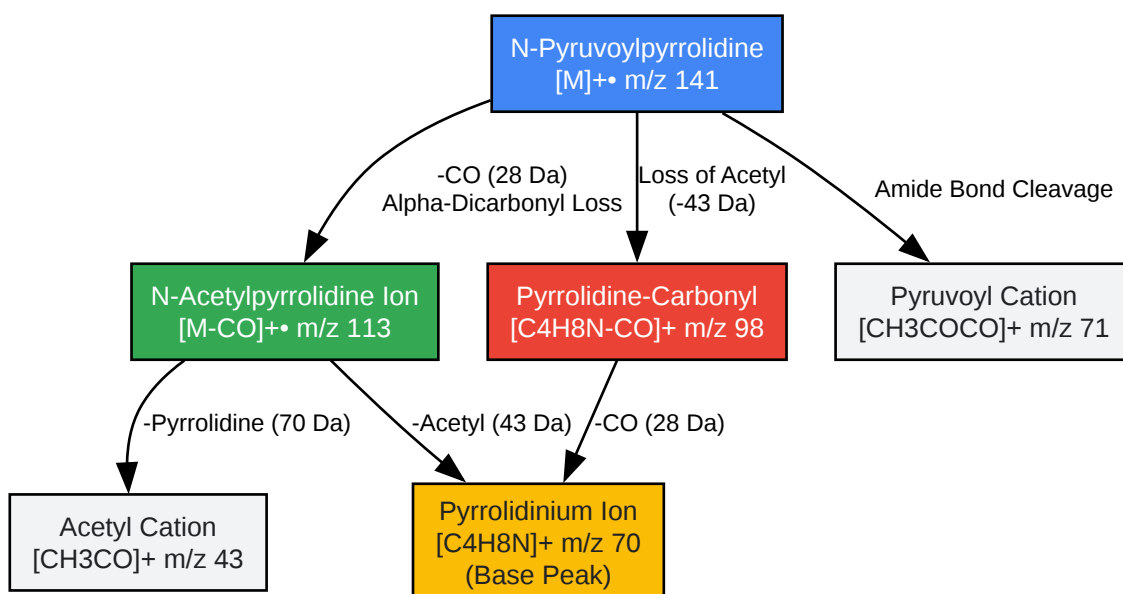 N-Pyruvoylpyrrolidine
[M]+• m/z 141
-CO (28 Da)
Alpha-Dicarbonyl Loss
Loss of Acetyl
(-43 Da)
Amide Bond Cleavage
N-Acetylpyrrolidine Ion
[M-CO]+• m/z 113
Pyrrolidine-Carbonyl
[C4H8N-CO]+ m/z 98
Pyruvoyl Cation
[CH3COCO]+ m/z 71
-Pyrrolidine (70 Da)
-Acetyl (43 Da)
-CO (28 Da)
Acetyl Cation
[CH3CO]+ m/z 43
Pyrrolidinium Ion
[C4H8N]+ m/z 70
(Base Peak)